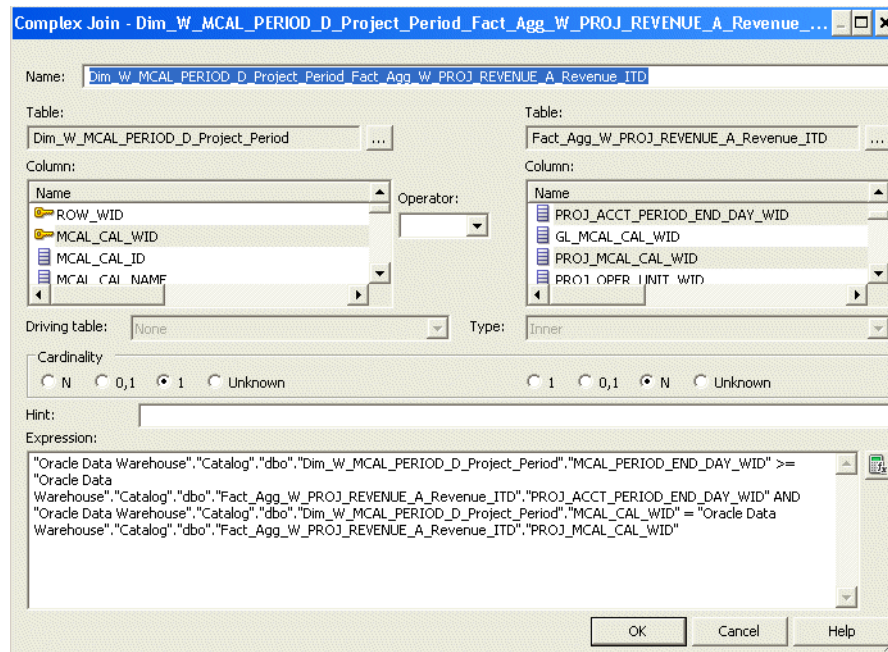 Complex Join - Dim_W_MCAL_PERIOD_D_Project_Period_Fact_Agg_W_PROJ_REVENUE_A_Revenue_...
Name: Dim_W_MCAL_PERIOD_D_Project_Period_Fact_Agg_W_PROJ_REVENUE_A_Revenue_ITD
Table: Table:
Dim_W_MCAL_PERIOD_D_Project_Period ... Fact_Agg_W_PROJ_REVENUE_A_Revenue_ITD ...
Column: Column:
Name Operator: Name
ROW_WID PROJ_ACCT_PERIOD_END_DAY_WID
MCAL_CAL_WID GL_MCAL_CAL_WID
MCAL_CAL_ID PROJ_MCAL_CAL_WID
MCAL_CAL_NAME PROJ_OPER_UNIT_WID
Driving table: None Type: Inner
Cardinality
N 0,1 1 Unknown 1 0,1 N Unknown
Hint:
Expression:
"Oracle Data Warehouse"."Catalog"."dbo"."Dim_W_MCAL_PERIOD_D_Project_Period"."MCAL_PERIOD_END_DAY_WID" >=
"Oracle Data
Warehouse"."Catalog"."dbo"."Fact_Agg_W_PROJ_REVENUE_A_Revenue_ITD"."PROJ_ACCT_PERIOD_END_DAY_WID" AND
"Oracle Data Warehouse"."Catalog"."dbo"."Dim_W_MCAL_PERIOD_D_Project_Period"."MCAL_CAL_WID" = "Oracle Data
Warehouse"."Catalog"."dbo"."Fact_Agg_W_PROJ_REVENUE_A_Revenue_ITD"."PROJ_MCAL_CAL_WID"
OK Cancel Help